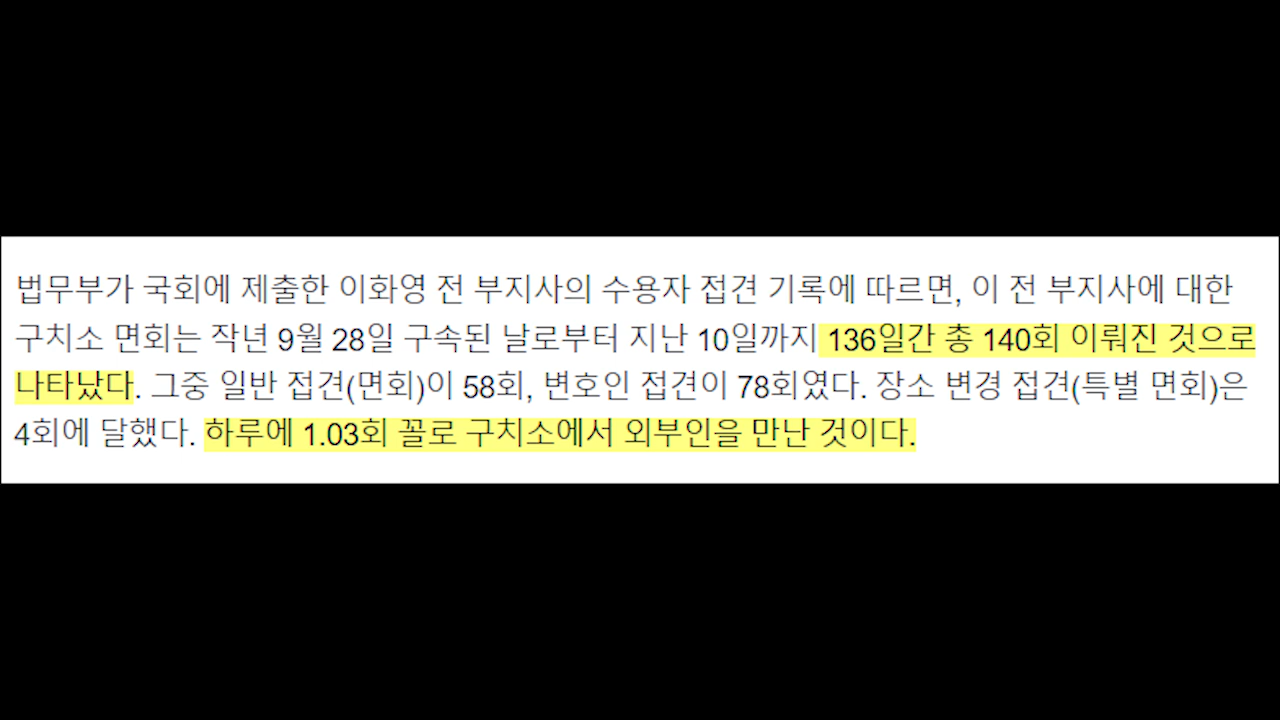 법무부가 국회에 제출한 이화영 전 부지사의 수용자 접견 기록에 따르면, 이 전 부지사에 대한
구치소 면회는 작년 9월 28일 구속된 날로부터 지난 10일까지 136일간 총 140회 이뤄진 것으로
나타났다. 그중 일반 접견(면회)이 58회, 변호인 접견이 78회였다. 장소 변경 접견(특별 면회)은
4회에 달했다. 하루에 1.03회 꼴로 구치소에서 외부인을 만난 것이다.